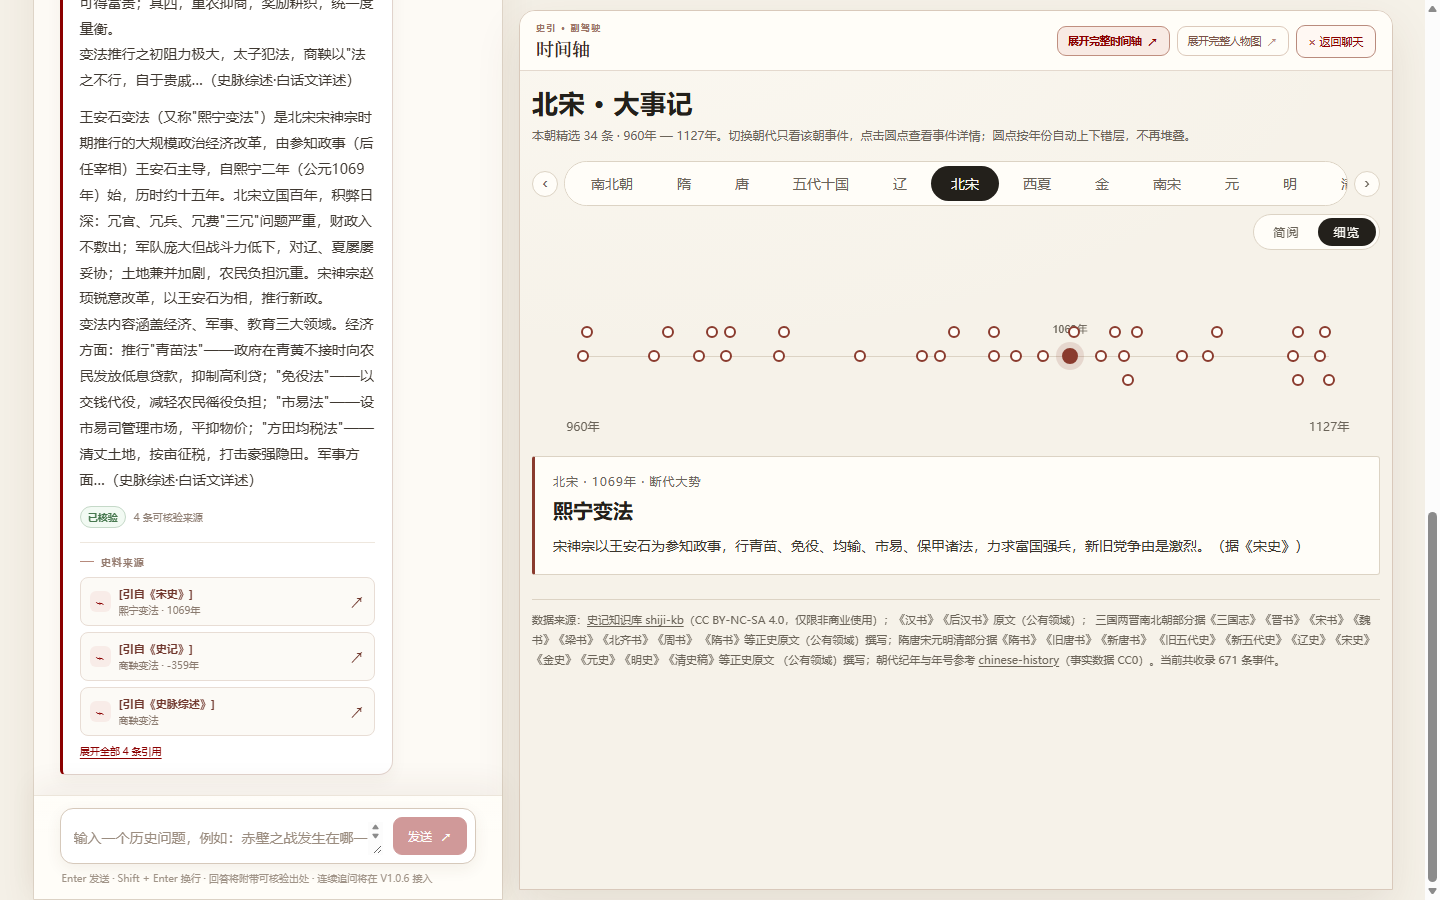 可得富贵；其四，重农抑商，奖励耕织，统一度
量衡。
变法推行之初阻力极大，太子犯法，商鞅以"法
之不行，自于贵戚...（史脉综述·白话文详述）
王安石变法（又称"熙宁变法"）是北宋宋神宗时
期推行的大规模政治经济改革，由参知政事（后
任宰相）王安石主导，自熙宁二年（公元1069
年）始，历时约十五年。北宋立国百年，积弊日
深：冗官、冗兵、冗费"三冗"问题严重，财政入
不敷出；军队庞大但战斗力低下，对辽、夏屡屡
妥协；土地兼并加剧，农民负担沉重。宋神宗赵
顼锐意改革，以王安石为相，推行新政。
变法内容涵盖经济、军事、教育三大领域。经济
方面：推行"青苗法"——政府在青黄不接时向农
民发放低息贷款，抑制高利贷；"免役法"——以
交钱代役，减轻农民徭役负担；"市易法"——设
市易司管理市场，平抑物价；"方田均税法"——
清丈土地，按亩征税，打击豪强隐田。军事方
面...（史脉综述·白话文详述）
已核验 4 条可核验来源
史料来源
[引自《宋史》] ↗
熙宁变法 · 1069年
[引自《史记》] ↗
商鞅变法 · -359年
[引自《史脉综述》] ↗
商鞅变法
展开全部 4 条引用
输入一个历史问题，例如：赤壁之战发生在哪一
发送 ↗
Enter 发送 · Shift + Enter 换行 · 回答将附带可核验出处 · 连续追问将在 V1.0.6 接入
史引 • 副驾驶
时间轴
展开完整时间轴 ↗ 展开完整人物图 ↗ × 返回聊天
北宋 • 大事记
本朝精选 34 条 · 960年 — 1127年。切换朝代只看该朝事件，点击圆点查看事件详情；圆点按年份自动上下错层，不再堆叠。
‹ 南北朝 隋 唐 五代十国 辽 北宋 西夏 金 南宋 元 明 ›
简阅 细览
1069年
960年 1127年
北宋 · 1069年 · 断代大势
熙宁变法
宋神宗以王安石为参知政事，行青苗、免役、均输、市易、保甲诸法，力求富国强兵，新旧党争由是激烈。（据《宋史》）
数据来源：史记知识库 shiji-kb（CC BY-NC-SA 4.0，仅限非商业使用）；《汉书》《后汉书》原文（公有领域）； 三国两晋南北朝部分据《三国志》《晋书》《宋书》《魏
书》《梁书》《北齐书》《周书》 《隋书》等正史原文（公有领域）撰写；隋唐宋元明清部分据《隋书》《旧唐书》《新唐书》 《旧五代史》《新五代史》《辽史》《宋史》
《金史》《元史》《明史》《清史稿》等正史原文 （公有领域）撰写；朝代纪年与年号参考 chinese-history（事实数据 CC0）。当前共收录 671 条事件。